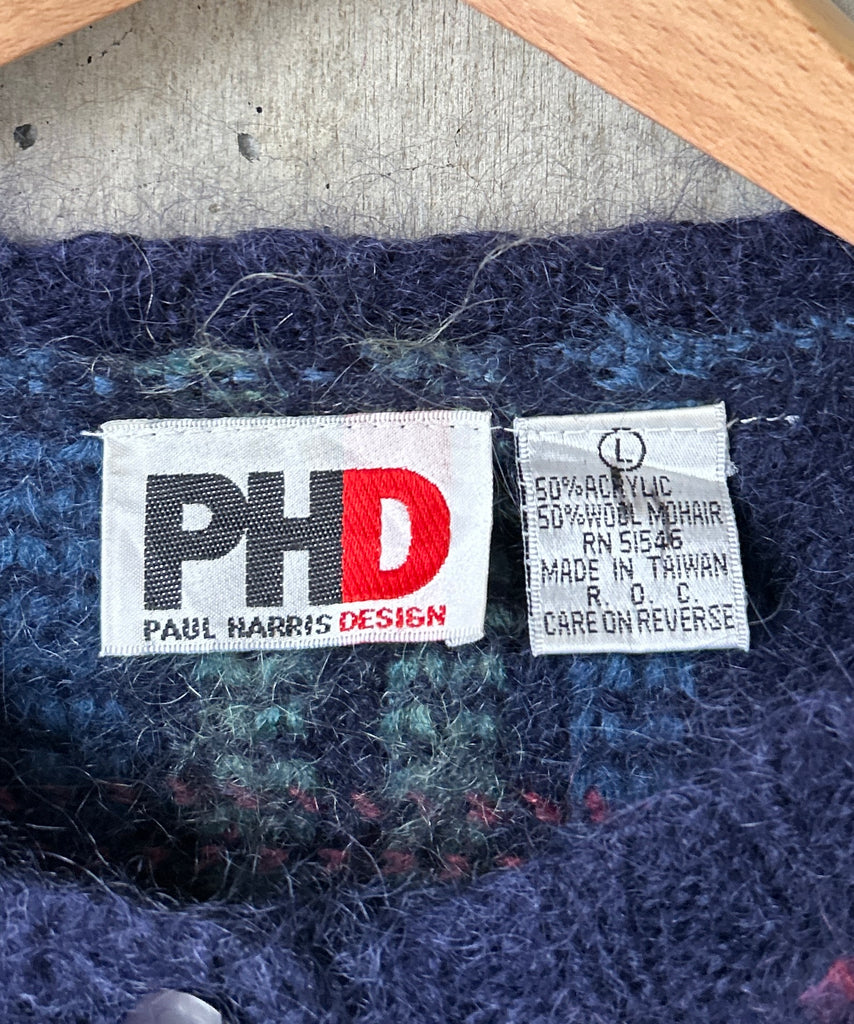 PHD
PAUL HARRIS DESIGN
L
50% ACRYLIC
50% WOOL MOHAIR
RN 51546
MADE IN TAIWAN
R. O. C.
CARE ON REVERSE